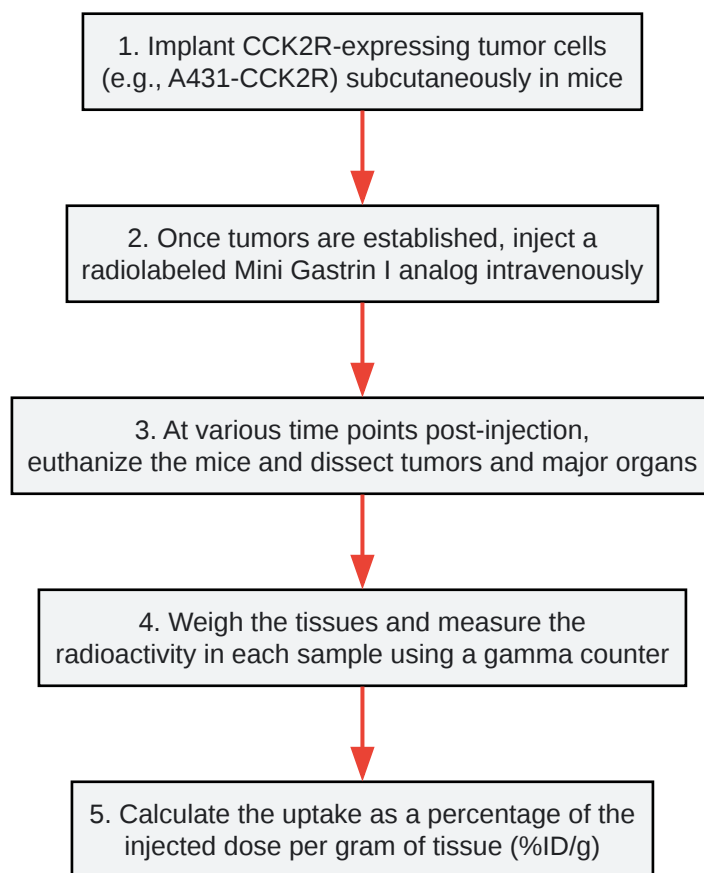 1. Implant CCK2R-expressing tumor cells
(e.g., A431-CCK2R) subcutaneously in mice
2. Once tumors are established, inject a
radiolabeled Mini Gastrin I analog intravenously
3. At various time points post-injection,
euthanize the mice and dissect tumors and major organs
4. Weigh the tissues and measure the
radioactivity in each sample using a gamma counter
5. Calculate the uptake as a percentage of the
injected dose per gram of tissue (%ID/g)